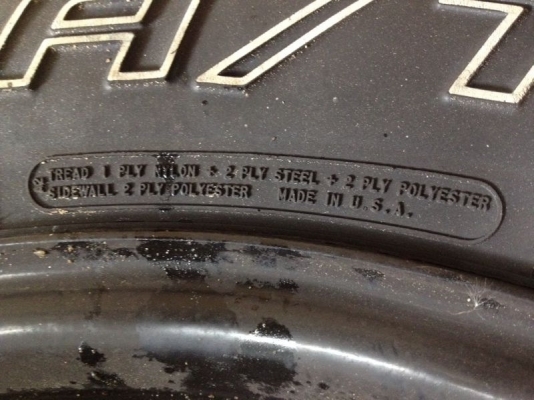 A/T
TREAD 1 PLY NYLON + 2 PLY STEEL + 2 PLY POLYESTER
SIDEWALL 2 PLY POLYESTER MADE IN U.S.A.